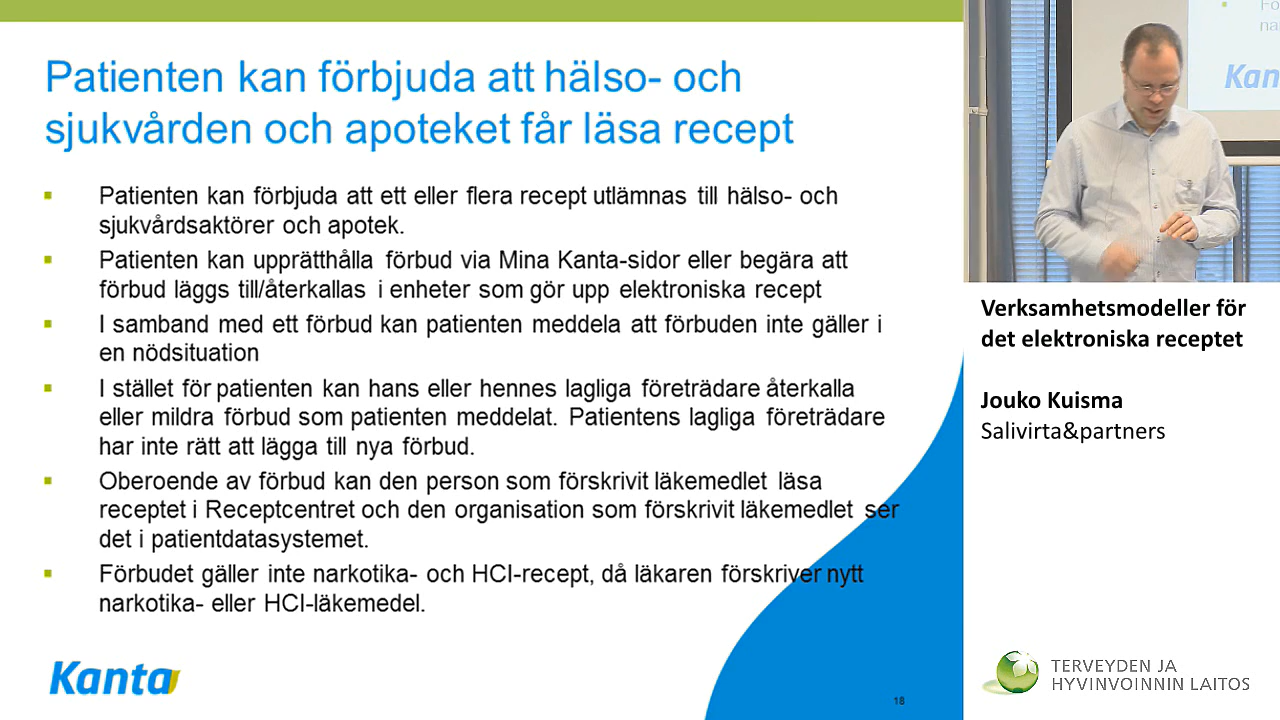 Patienten kan förbjuda att hälso- och
sjukvården och apoteket får läsa recept
▪ Patienten kan förbjuda att ett eller flera recept utlämnas till hälso- och
sjukvårdsaktörer och apotek.
▪ Patienten kan upprätthålla förbud via Mina Kanta-sidor eller begära att
förbud läggs till/återkallas i enheter som gör upp elektroniska recept
▪ I samband med ett förbud kan patienten meddela att förbuden inte gäller i
en nödsituation
▪ I stället för patienten kan hans eller hennes lagliga företrädare återkalla
eller mildra förbud som patienten meddelat. Patientens lagliga företrädare
har inte rätt att lägga till nya förbud.
▪ Oberoende av förbud kan den person som förskrivit läkemedlet läsa
receptet i Receptcentret och den organisation som förskrivit läkemedlet ser
det i patientdatasystemet.
▪ Förbudet gäller inte narkotika- och HCI-recept, då läkaren förskriver nytt
narkotika- eller HCI-läkemedel.
Kanta
18
Fö
na
Kan
Verksamhetsmodeller för
det elektroniska receptet
Jouko Kuisma
Salivirta&partners
TERVEYDEN JA
HYVINVOINNIN LAITOS